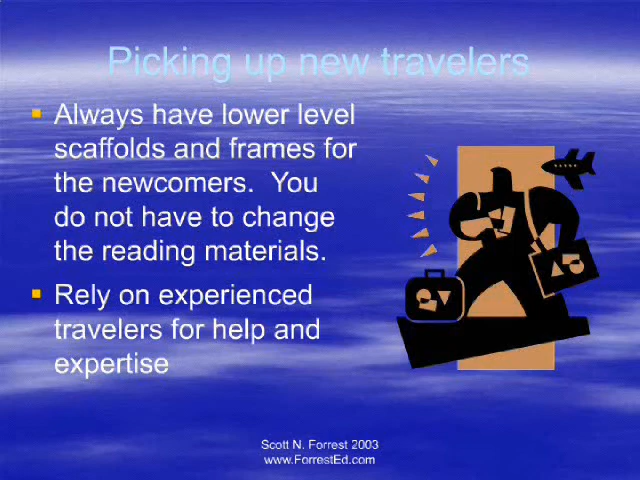 Picking up new travelers
Always have lower level
scaffolds and frames for
the newcomers. You
do not have to change
the reading materials.
Rely on experienced
travelers for help and
expertise
Scott N. Forrest 2003
www.ForrestEd.com